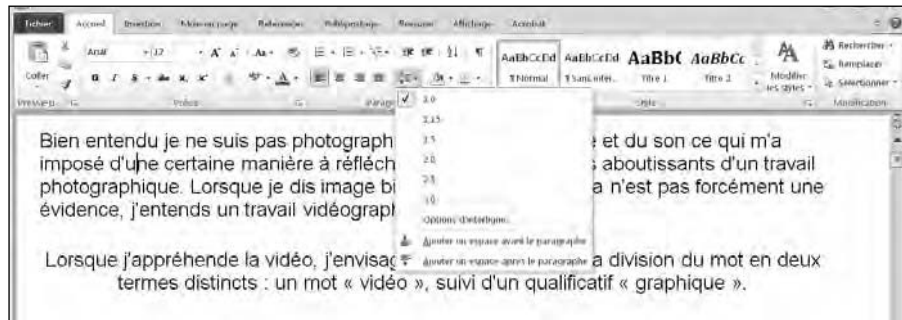 Fichier Accueil Insertion Mise en page Références Publipostage Révision Affichage Acrobat
Arial 12
AaBbCcDd AaBbCcDd AaBbC AaBbCc
Rechercher
Remplacer
Sélectionner
Coller
¶ Normal ¶ Sans inter... Titre 1 Titre 2
Modifier les styles
Police Style Modification
1,0
1,15
1,5
2,0
2,5
3,0
Options d'interligne...
Ajouter un espace avant le paragraphe
Ajouter un espace après le paragraphe
Bien entendu je ne suis pas photograph et du son ce qui m'a
imposé d'une certaine manière à réfléch aboutissants d'un travail
photographique. Lorsque je dis image bi a n'est pas forcément une
évidence, j'entends un travail vidéograph
Lorsque j'appréhende la vidéo, j'envisag a division du mot en deux
termes distincts : un mot « vidéo », suivi d'un qualificatif « graphique ».